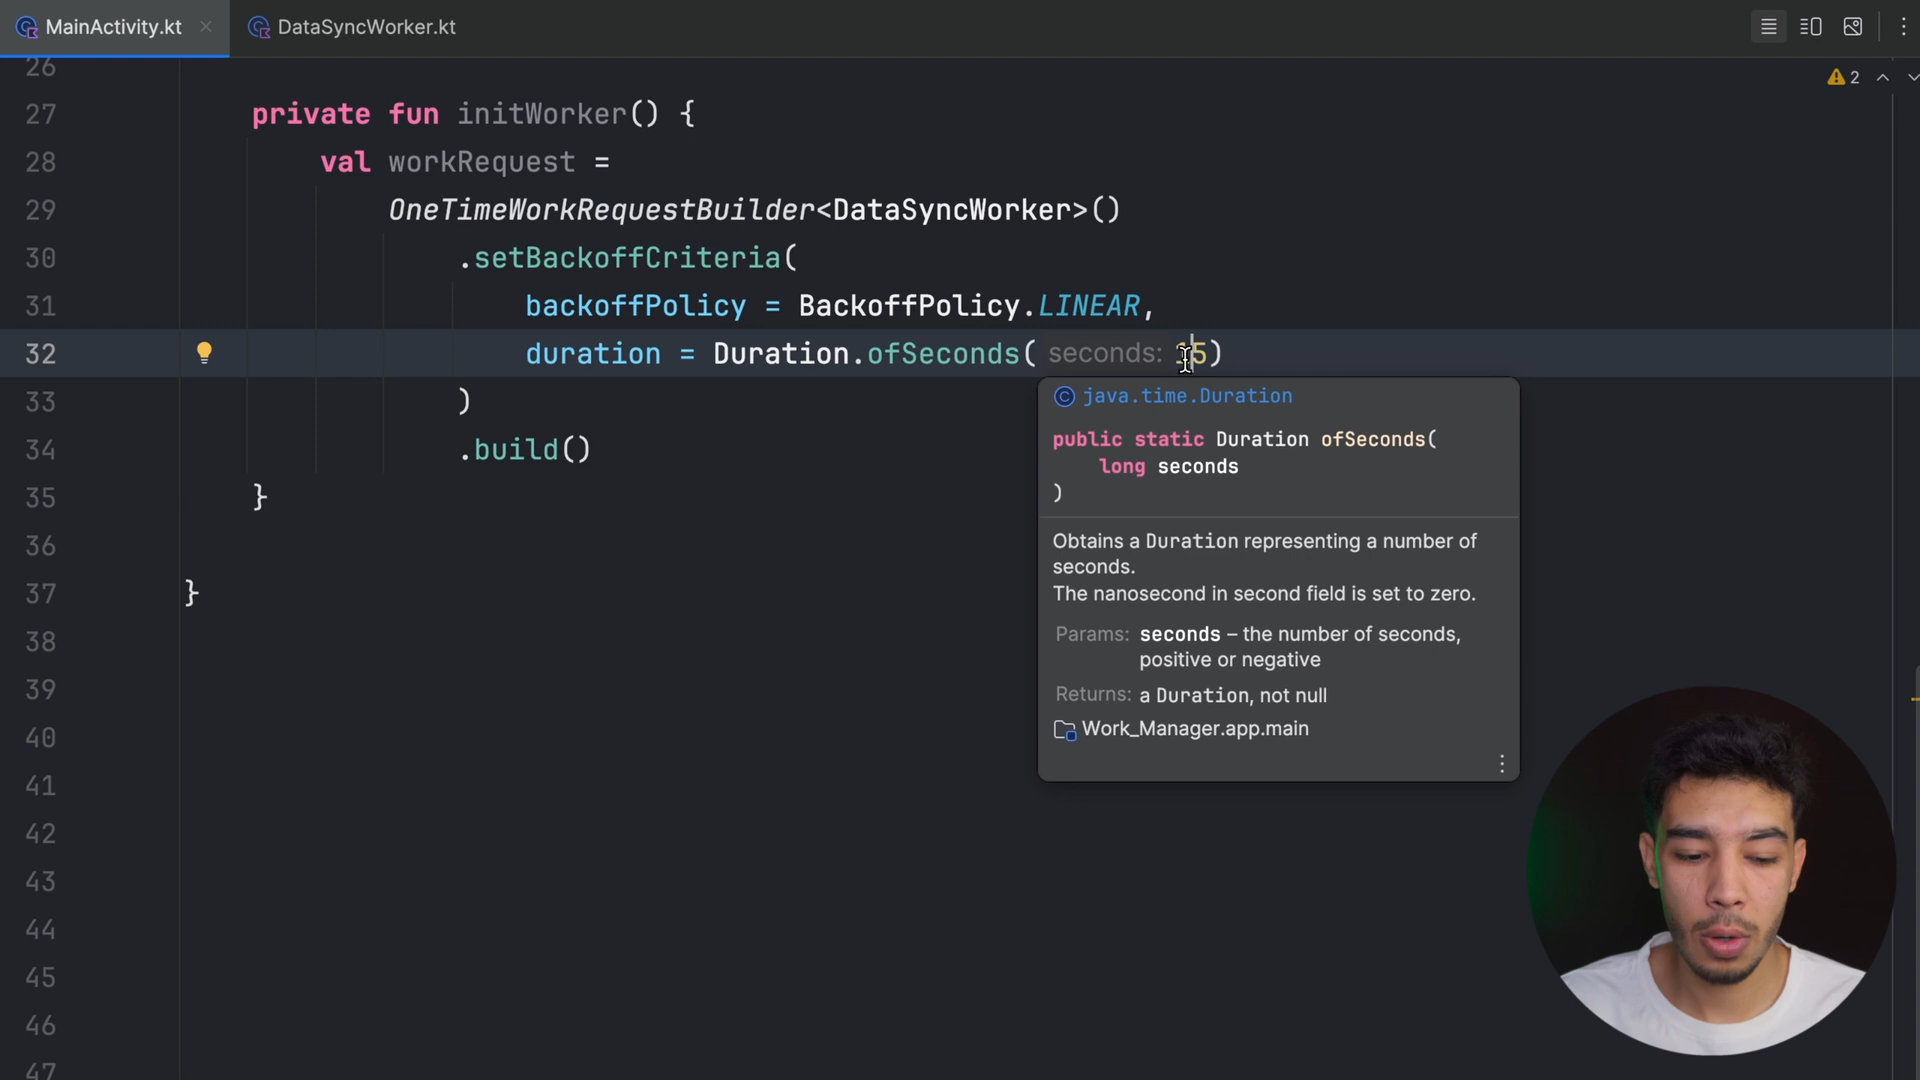 MainActivity.kt
DataSyncWorker.kt
2
26
27 private fun initWorker() {
28 val workRequest =
29 OneTimeWorkRequestBuilder<DataSyncWorker>()
30 .setBackoffCriteria(
31 backoffPolicy = BackoffPolicy.LINEAR,
32 duration = Duration.ofSeconds( seconds: 15)
33 )
34 .build()
35 }
36
37 }
38
39
40
41
42
43
44
45
46
47
java.time.Duration
public static Duration ofSeconds(
long seconds
)
Obtains a Duration representing a number of
seconds.
The nanosecond in second field is set to zero.
Params: seconds – the number of seconds,
positive or negative
Returns: a Duration, not null
Work_Manager.app.main